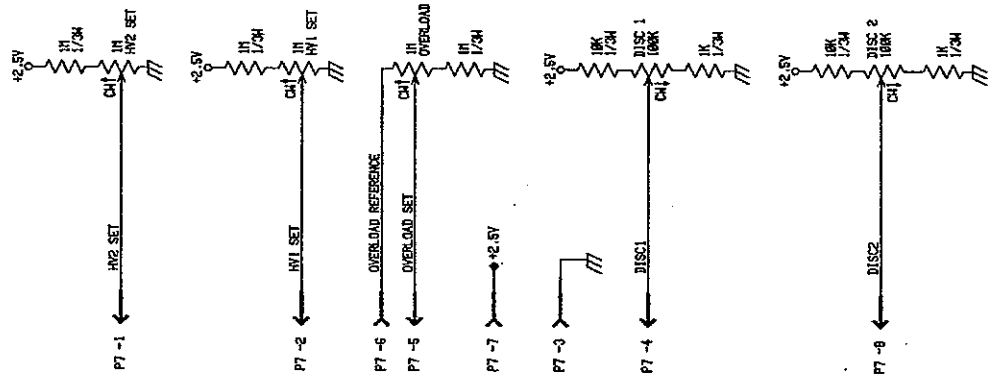 +2.5V
1M
1/3W
1M
HV2 SET
CW
HV2 SET
P7 -1
+2.5V
1M
1/3W
1M
HV1 SET
CW
HV1 SET
P7 -2
OVERLOAD REFERENCE
P7 -6
1M
OVERLOAD
CW
1M
1/3W
OVERLOAD SET
P7 -5
+2.5V
P7 -7
P7 -3
+2.5V
10K
1/3W
DISC 1
100K
CW
1K
1/3W
DISC1
P7 -4
+2.5V
10K
1/3W
DISC 2
100K
CW
1K
1/3W
DISC2
P7 -8